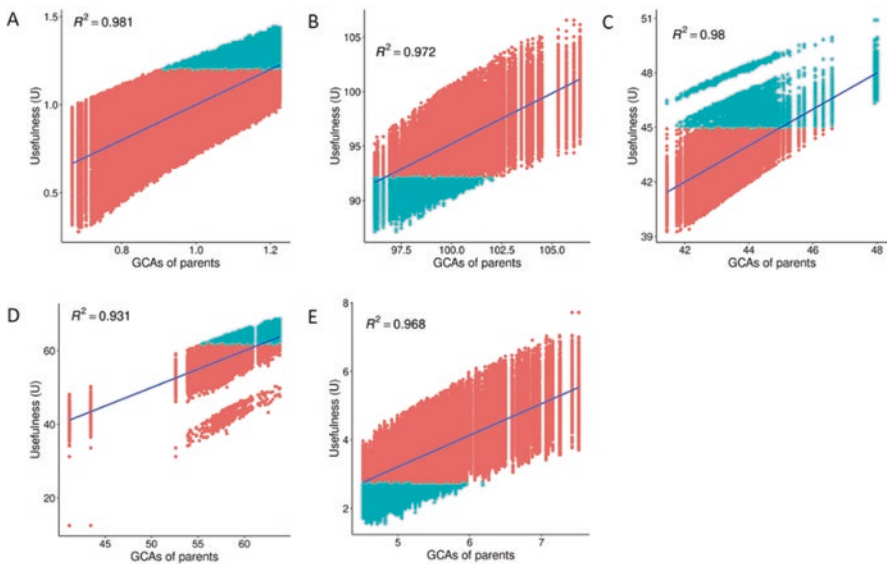 A
R² = 0.981
Usefulness (U)
1.5
1.0
0.5
0.8
1.0
1.2
GCAs of parents
B
R² = 0.972
Usefulness (U)
105
100
95
90
97.5
100.0
102.5
105.0
GCAs of parents
C
R² = 0.98
Usefulness (U)
51
48
45
42
39
42
44
46
48
GCAs of parents
D
R² = 0.931
Usefulness (U)
60
40
20
45
50
55
60
GCAs of parents
E
R² = 0.968
Usefulness (U)
8
6
4
2
5
6
7
GCAs of parents